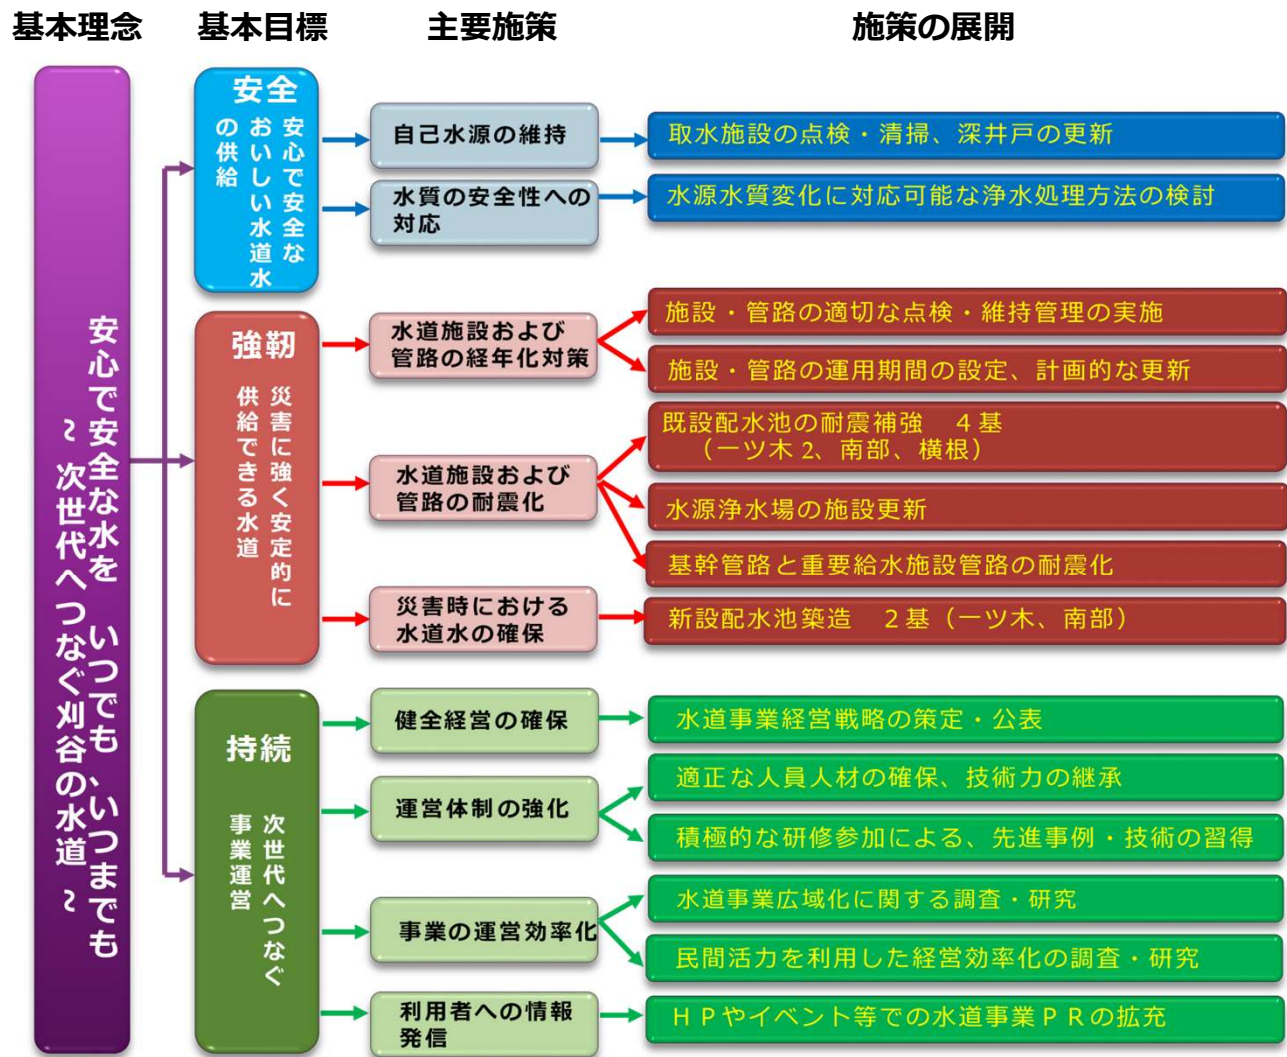 基本理念 基本目標 主要施策 施策の展開
安心で安全な水を いつでも、いつまでも
~ 次世代へつなぐ刈谷の水道 ~
安全
安心で安全な
おいしい水道水
の供給
自己水源の維持
取水施設の点検・清掃、深井戸の更新
水質の安全性への
対応
水源水質変化に対応可能な浄水処理方法の検討
強靭
災害に強く安定的に
供給できる水道
水道施設および
管路の経年化対策
施設・管路の適切な点検・維持管理の実施
施設・管路の運用期間の設定、計画的な更新
水道施設および
管路の耐震化
既設配水池の耐震補強 4基
(一ツ木2、南部、横根)
水源浄水場の施設更新
基幹管路と重要給水施設管路の耐震化
災害時における
水道水の確保
新設配水池築造 2基(一ツ木、南部)
持続
次世代へつなぐ
事業運営
健全経営の確保
水道事業経営戦略の策定・公表
運営体制の強化
適正な人員人材の確保、技術力の継承
積極的な研修参加による、先進事例・技術の習得
事業の運営効率化
水道事業広域化に関する調査・研究
民間活力を利用した経営効率化の調査・研究
利用者への情報
発信
HPやイベント等での水道事業PRの拡充